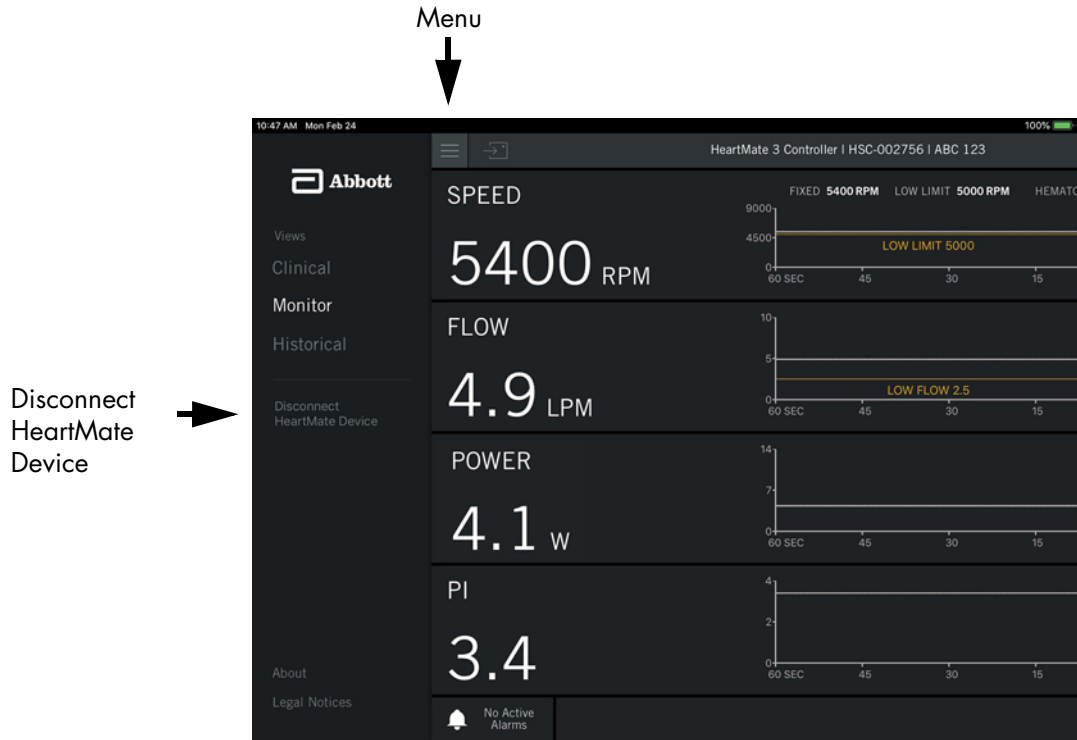 Menu
10:47 AM Mon Feb 24
100%
HeartMate 3 Controller I HSC-002756 I ABC 123
Abbott
Views
Clinical
Monitor
Historical
Disconnect
HeartMate Device
About
Legal Notices
Disconnect
HeartMate
Device
SPEED
5400 RPM
FIXED 5400 RPM LOW LIMIT 5000 RPM HEMATO
9000
4500
0
LOW LIMIT 5000
60 SEC 45 30 15
FLOW
4.9 LPM
10
5
0
LOW FLOW 2.5
60 SEC 45 30 15
POWER
4.1 W
14
7
0
60 SEC 45 30 15
PI
3.4
4
2
0
60 SEC 45 30 15
No Active
Alarms